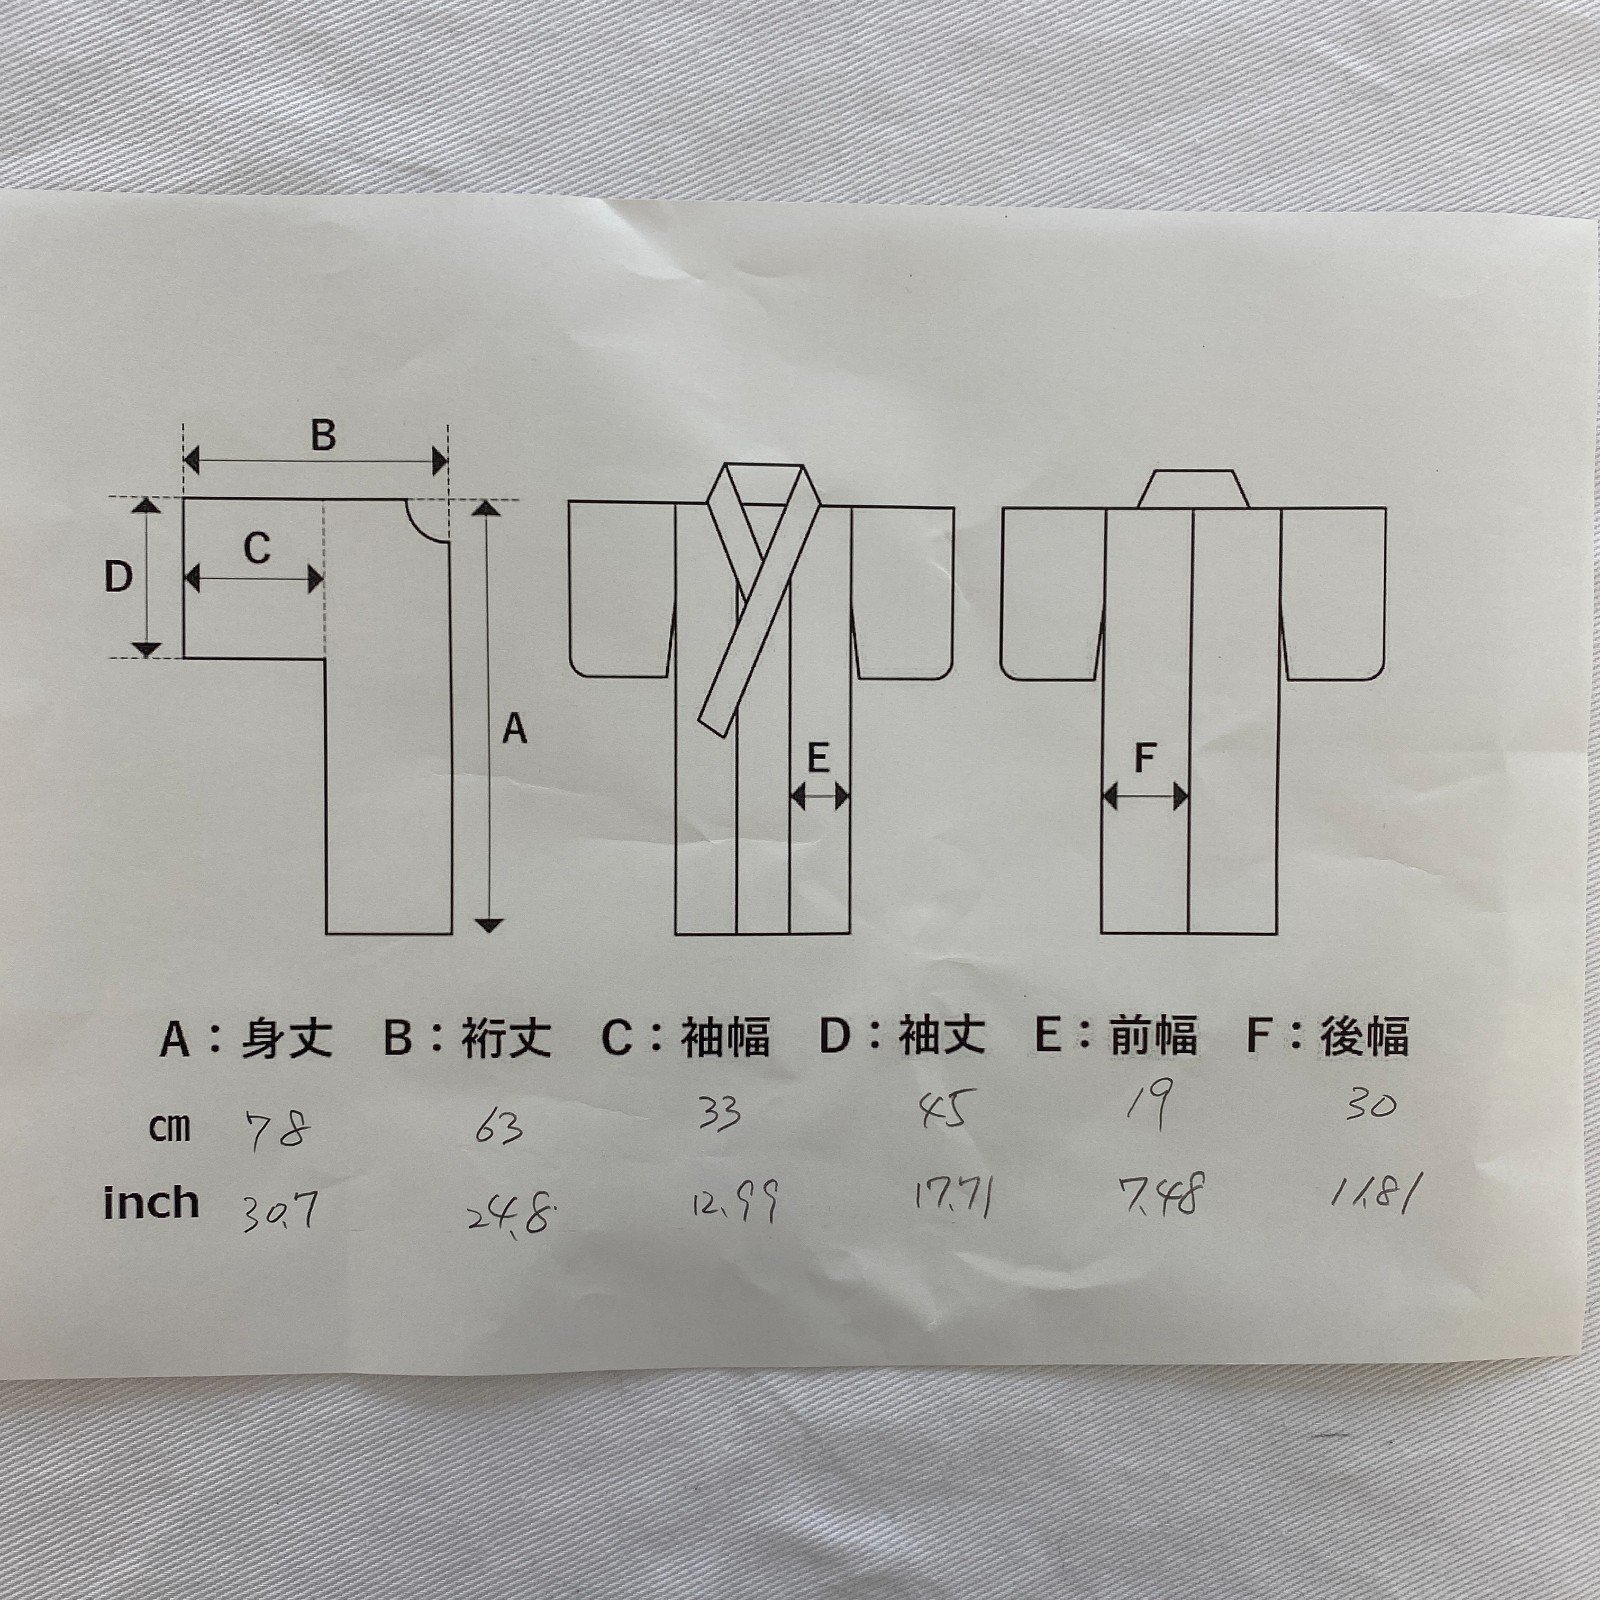 B
D C
A
E
F
A：身丈 B：裄丈 C：袖幅 D：袖丈 E：前幅 F：後幅
cm 78 63 33 45 19 30
inch 30.7 24.8 12.99 17.71 7.48 11.81